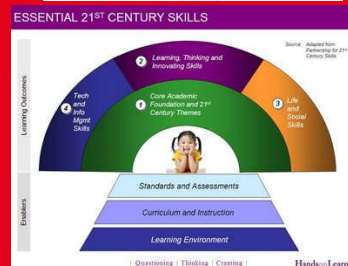 ESSENTIAL 21ST CENTURY SKILLS
Source: Adapted from
Partnership for 21st
Century Skills
2
Learning, Thinking and
Innovating Skills
4
Tech
and
Info
Mgmt
Skills
1
Core Academic
Foundation and 21st
Century Themes
3
Life
and
Social
Skills
Learning Outcomes
Standards and Assessments
Curriculum and Instruction
Learning Environment
Enablers
| Questioning | Thinking | Creating |
HandsonLearn